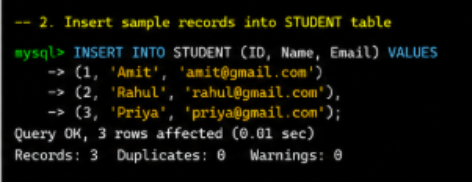 -- 2. Insert sample records into STUDENT table
mysql> INSERT INTO STUDENT (ID, Name, Email) VALUES
-> (1, 'Amit', 'amit@gmail.com')
-> (2, 'Rahul', 'rahul@gmail.com'),
-> (3, 'Priya', 'priya@gmail.com');
Query OK, 3 rows affected (0.01 sec)
Records: 3  Duplicates: 0   Warnings: 0